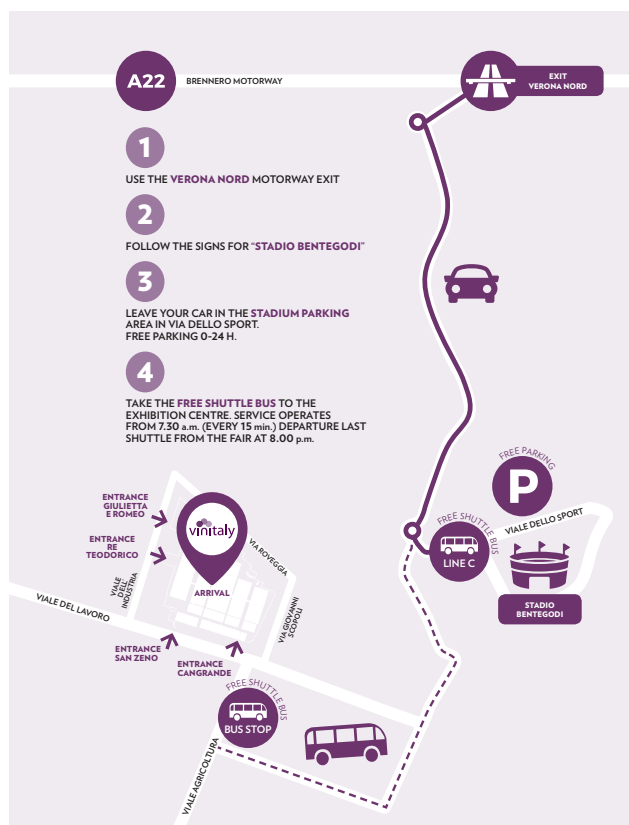 A22
BRENNERO MOTORWAY
EXIT
VERONA NORD
1
USE THE VERONA NORD MOTORWAY EXIT
2
FOLLOW THE SIGNS FOR “STADIO BENTEGODI”
3
LEAVE YOUR CAR IN THE STADIUM PARKING
AREA IN VIA DELLO SPORT.
FREE PARKING 0-24 H.
4
TAKE THE FREE SHUTTLE BUS TO THE
EXHIBITION CENTRE. SERVICE OPERATES
FROM 7.30 a.m. (EVERY 15 min.) DEPARTURE LAST
SHUTTLE FROM THE FAIR AT 8.00 p.m.
FREE PARKING
P
FREE SHUTTLE BUS
LINE C
VIALE DELLO SPORT
STADIO
BENTEGODI
ENTRANCE
GIULIETTA
E ROMEO
ENTRANCE
RE
TEODORICO
vinitaly
ARRIVAL
VIA ROVEGGIA
VIALE
DELL'
INDUSTRIA
VIALE DEL LAVORO
VIA GIOVANNI
SCOPOLI
ENTRANCE
SAN ZENO
ENTRANCE
CANGRANDE
FREE SHUTTLE BUS
BUS STOP
VIALE AGRICOLTURA